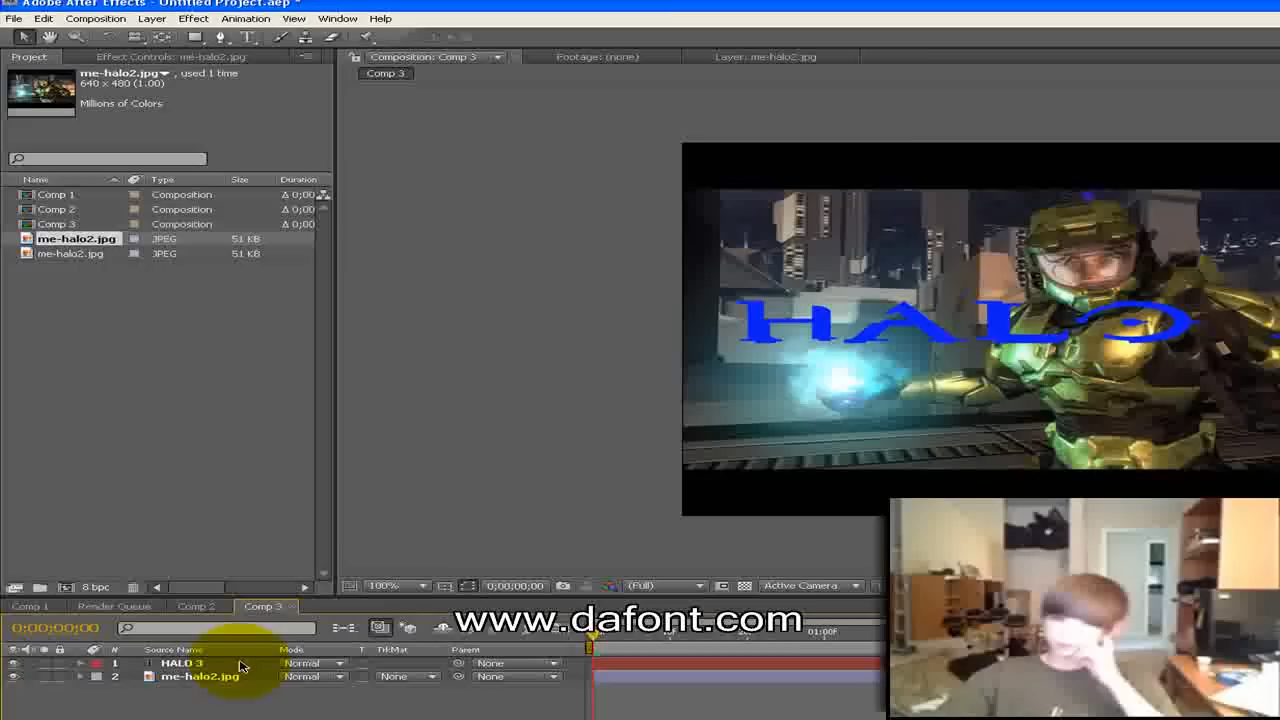 Adobe After Effects - Untitled Project.aep *
File Edit Composition Layer Effect Animation View Window Help
Project Effect Controls: me-halo2.jpg Composition: Comp 3 Footage: (none) Layer: me-halo2.jpg
Comp 3
me-halo2.jpg , used 1 time
640 x 480 (1.00)
Millions of Colors
Name Type Size Duration
Comp 1 Composition Δ 0;00
Comp 2 Composition Δ 0;00
Comp 3 Composition Δ 0;00
me-halo2.jpg JPEG 51 KB
me-halo2.jpg JPEG 51 KB
HALO
8 bpc 100% 0;00;00;00 (Full) Active Camera
Comp 1 Render Queue Comp 2 Comp 3
www.dafont.com
0;00;00;00 01:00F
# Source Name Mode T TrkMat Parent
1 T HALO 3 Normal None
2 me-halo2.jpg Normal None None